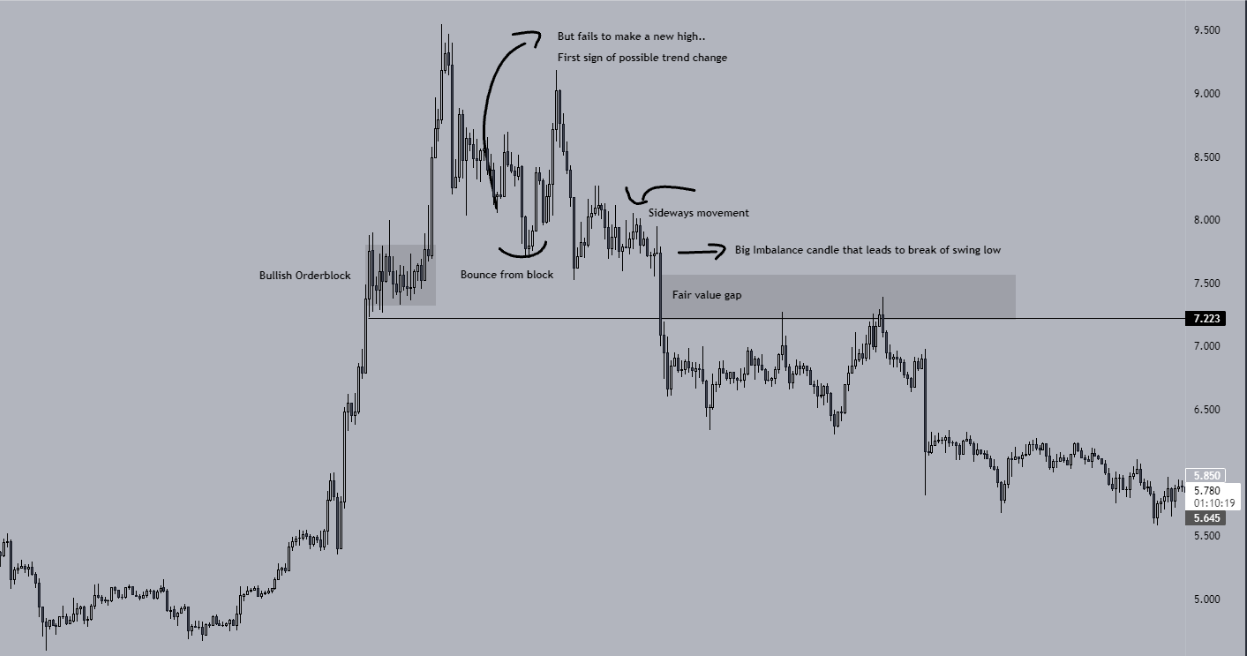 But fails to make a new high..
First sign of possible trend change
Sideways movement
Big Imbalance candle that leads to break of swing low
Bullish Orderblock
Bounce from block
Fair value gap
9.500
9.000
8.500
8.000
7.500
7.223
7.000
6.500
5.850
5.780
01:10:19
5.645
5.500
5.000